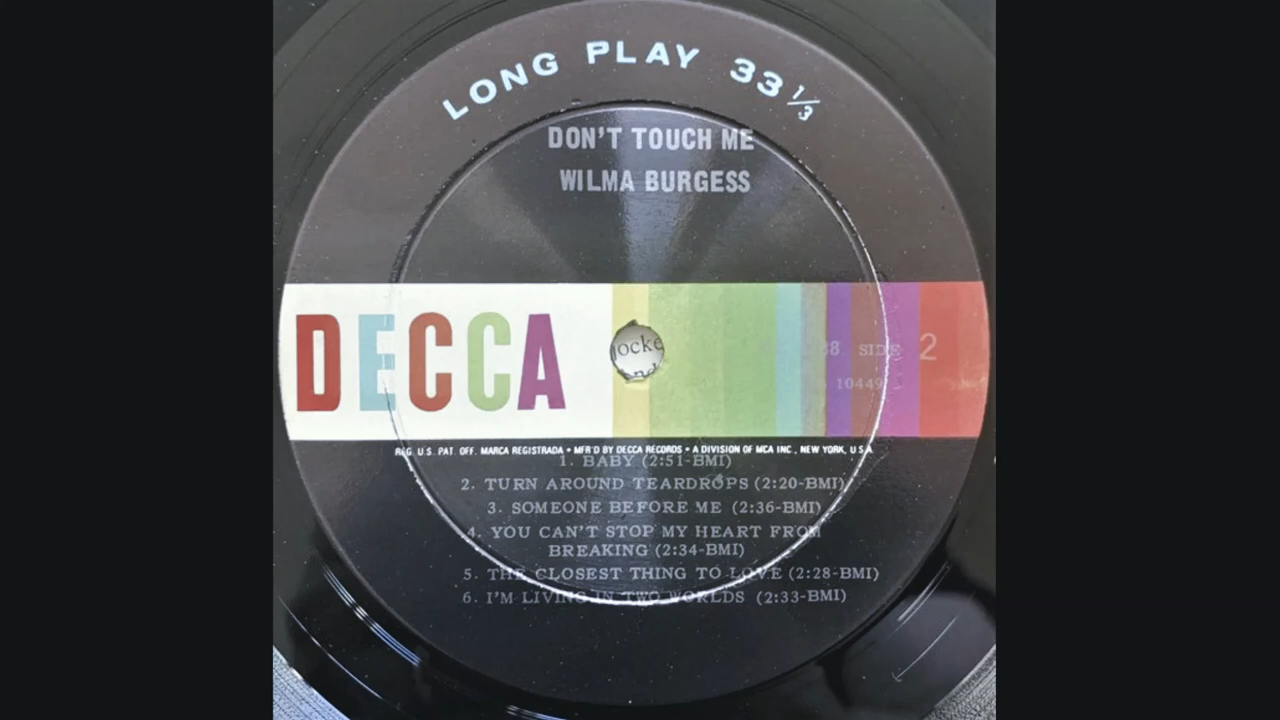 LONG PLAY 33 1/3
DON'T TOUCH ME
WILMA BURGESS
DECCA
SIDE 2
10449
REG. U.S. PAT. OFF. MARCA REGISTRADA • MFR'D BY DECCA RECORDS • A DIVISION OF MCA INC., NEW YORK, U.S.A.
1. BABY (2:51-BMI)
2. TURN AROUND TEARDROPS (2:20-BMI)
3. SOMEONE BEFORE ME (2:36-BMI)
4. YOU CAN'T STOP MY HEART FROM
BREAKING (2:34-BMI)
5. THE CLOSEST THING TO LOVE (2:28-BMI)
6. I'M LIVING IN TWO WORLDS (2:33-BMI)